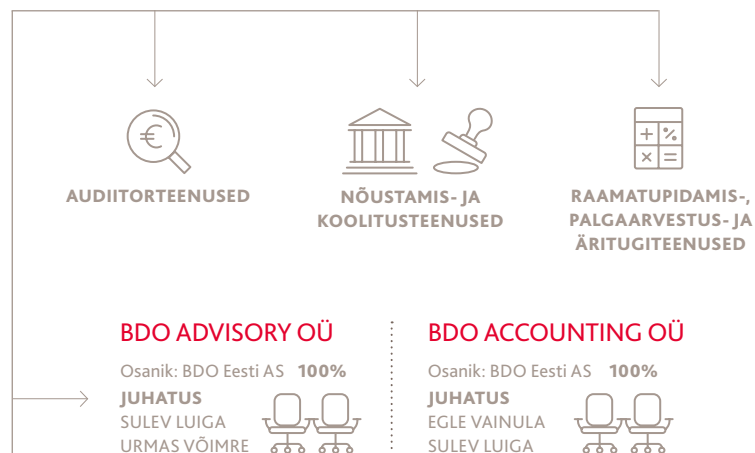 AUDIITORTEENUSED
NÕUSTAMIS- JA
KOOLITUSTEENUSED
RAAMATUPIDAMIS-,
PALGAARVESTUS- JA
ÄRITUGITEENUSED
BDO ADVISORY OÜ
Osanik: BDO Eesti AS 100%
JUHATUS
SULEV LUIGA
URMAS VÕIMRE
BDO ACCOUNTING OÜ
Osanik: BDO Eesti AS 100%
JUHATUS
EGLE VAINULA
SULEV LUIGA